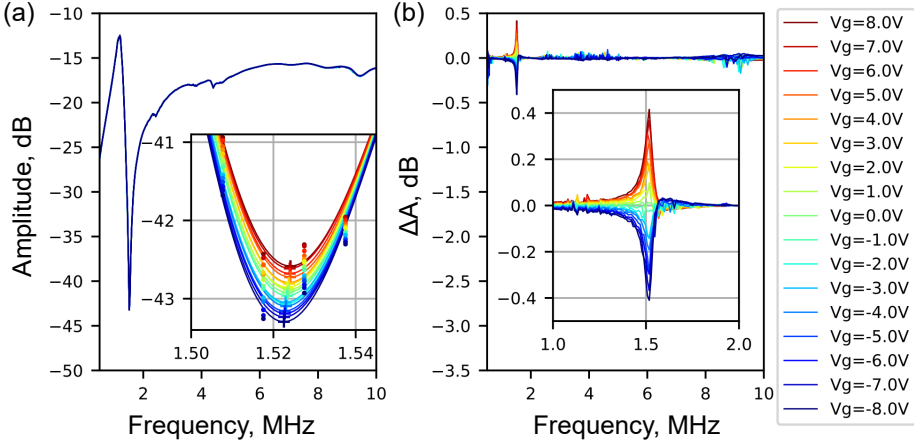 (a)
−10
−15
−20
−25
−30
−35
−40
−45
−50
Amplitude, dB
2
4
6
8
10
Frequency, MHz
−41
−42
−43
1.50
1.52
1.54
(b)
0.5
0.0
−0.5
−1.0
−1.5
−2.0
−2.5
−3.0
−3.5
ΔA, dB
2
4
6
8
10
Frequency, MHz
0.4
0.2
0.0
−0.2
−0.4
1.0
1.5
2.0
Vg=8.0V
Vg=7.0V
Vg=6.0V
Vg=5.0V
Vg=4.0V
Vg=3.0V
Vg=2.0V
Vg=1.0V
Vg=0.0V
Vg=-1.0V
Vg=-2.0V
Vg=-3.0V
Vg=-4.0V
Vg=-5.0V
Vg=-6.0V
Vg=-7.0V
Vg=-8.0V